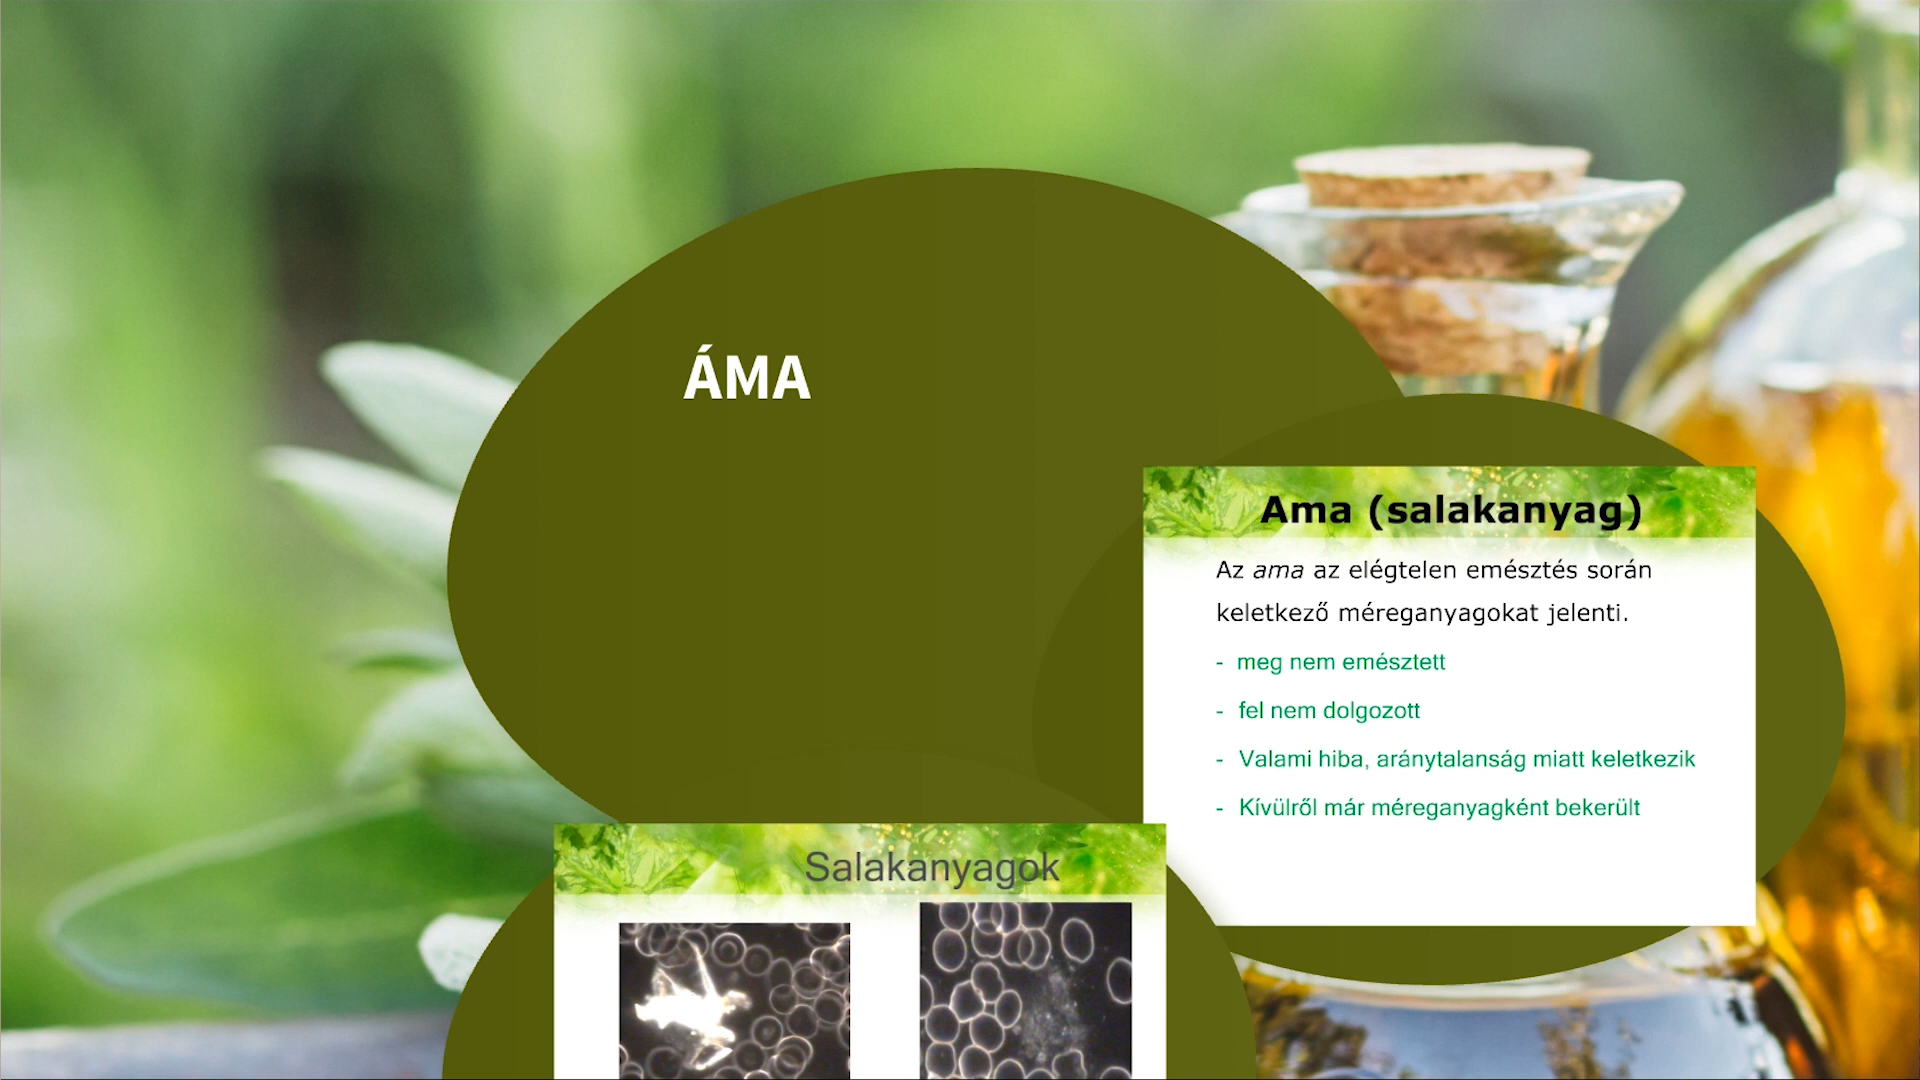 ÁMA
Ama (salakanyag)
Az ama az elégtelen emésztés során
keletkező méreganyagokat jelenti.
- meg nem emésztett
- fel nem dolgozott
- Valami hiba, aránytalanság miatt keletkezik
- Kívülről már méreganyagként bekerült
Salakanyagok